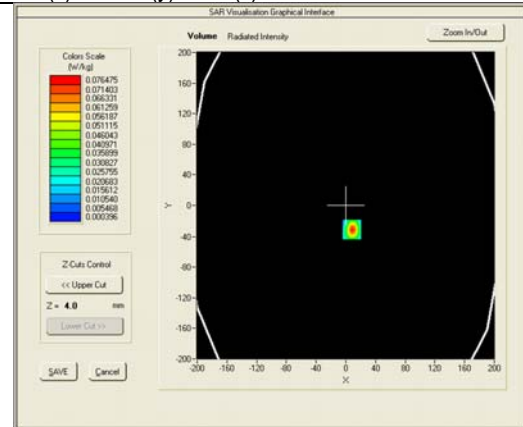 SAR Visualisation Graphical Interface
Colors Scale
(W/kg)
0.076475
0.071403
0.066331
0.061259
0.056187
0.051115
0.046043
0.040971
0.035899
0.030827
0.025755
0.020683
0.015612
0.010540
0.005468
0.000396
Volume Radiated Intensity
Zoom In/Out
200
160
120
80
40
0
-40
-80
-120
-160
-200
Y
-200 -160 -120 -80 -40 0 40 80 120 160 200
X
Z-Cuts Control
<< Upper Cut
Z = 4.0 mm
Lower Cut >>
SAVE
Cancel